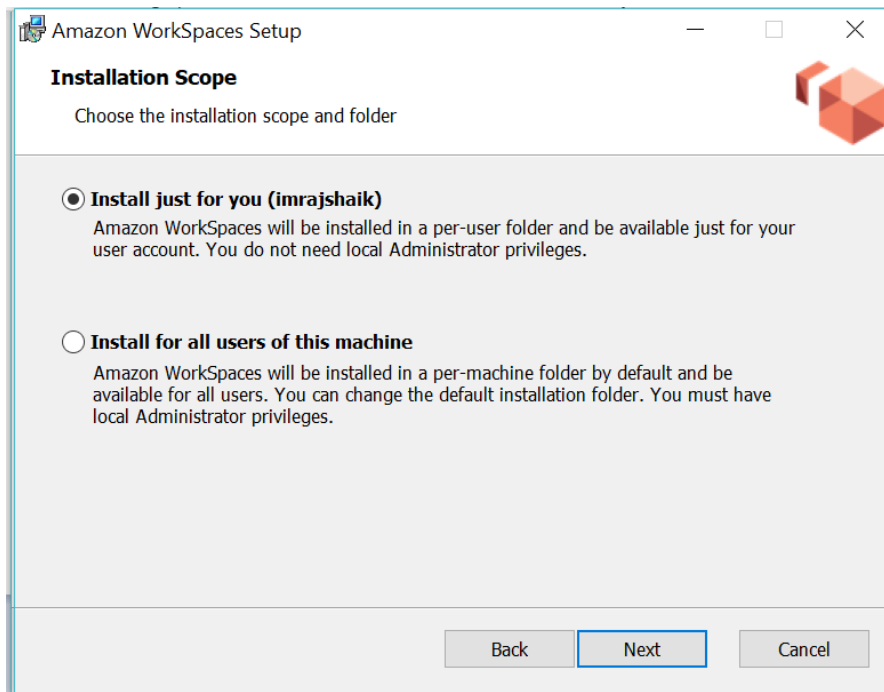 Amazon WorkSpaces Setup
Installation Scope
Choose the installation scope and folder
Install just for you (imrajshaik)
Amazon WorkSpaces will be installed in a per-user folder and be available just for your
user account. You do not need local Administrator privileges.
Install for all users of this machine
Amazon WorkSpaces will be installed in a per-machine folder by default and be
available for all users. You can change the default installation folder. You must have
local Administrator privileges.
Back
Next
Cancel